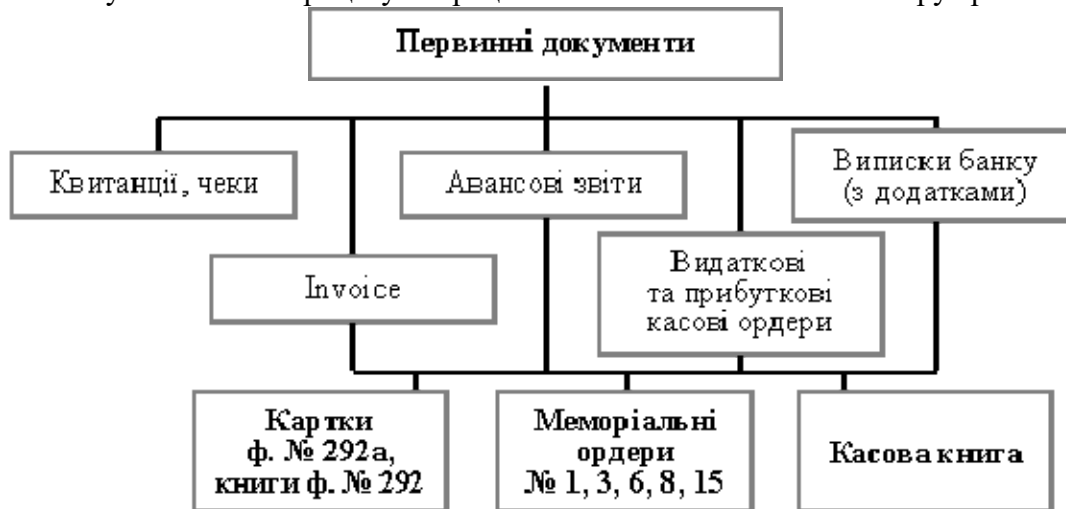 Первинні документи
Квитанції, чеки
Авансові звіти
Виписки банку
(з додатками)
Invoice
Видаткові
та прибуткові
касові ордери
Картки
ф. № 292а,
книги ф. № 292
Меморіальні
ордери
№ 1, 3, 6, 8, 15
Касова книга